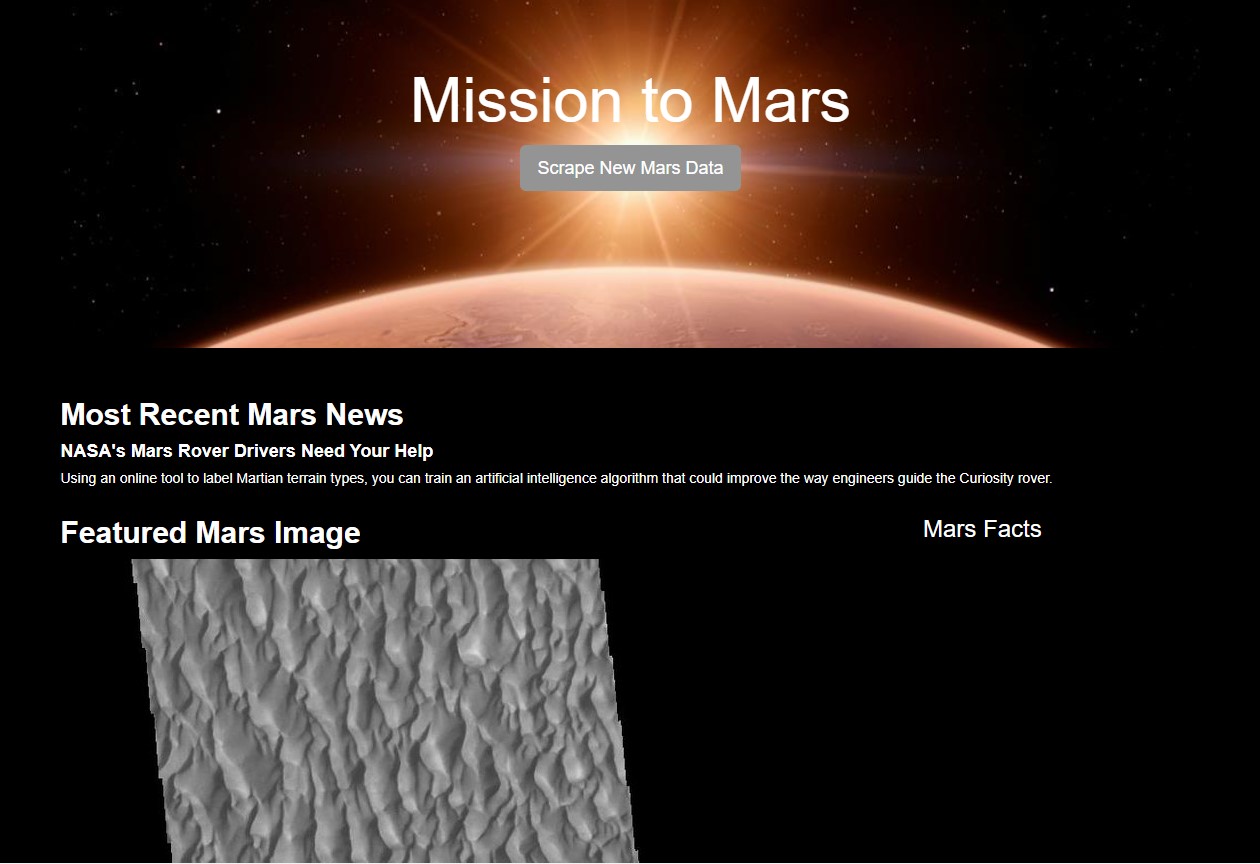 Mission to Mars
Scrape New Mars Data
Most Recent Mars News
NASA's Mars Rover Drivers Need Your Help
Using an online tool to label Martian terrain types, you can train an artificial intelligence algorithm that could improve the way engineers guide the Curiosity rover.
Featured Mars Image
Mars Facts